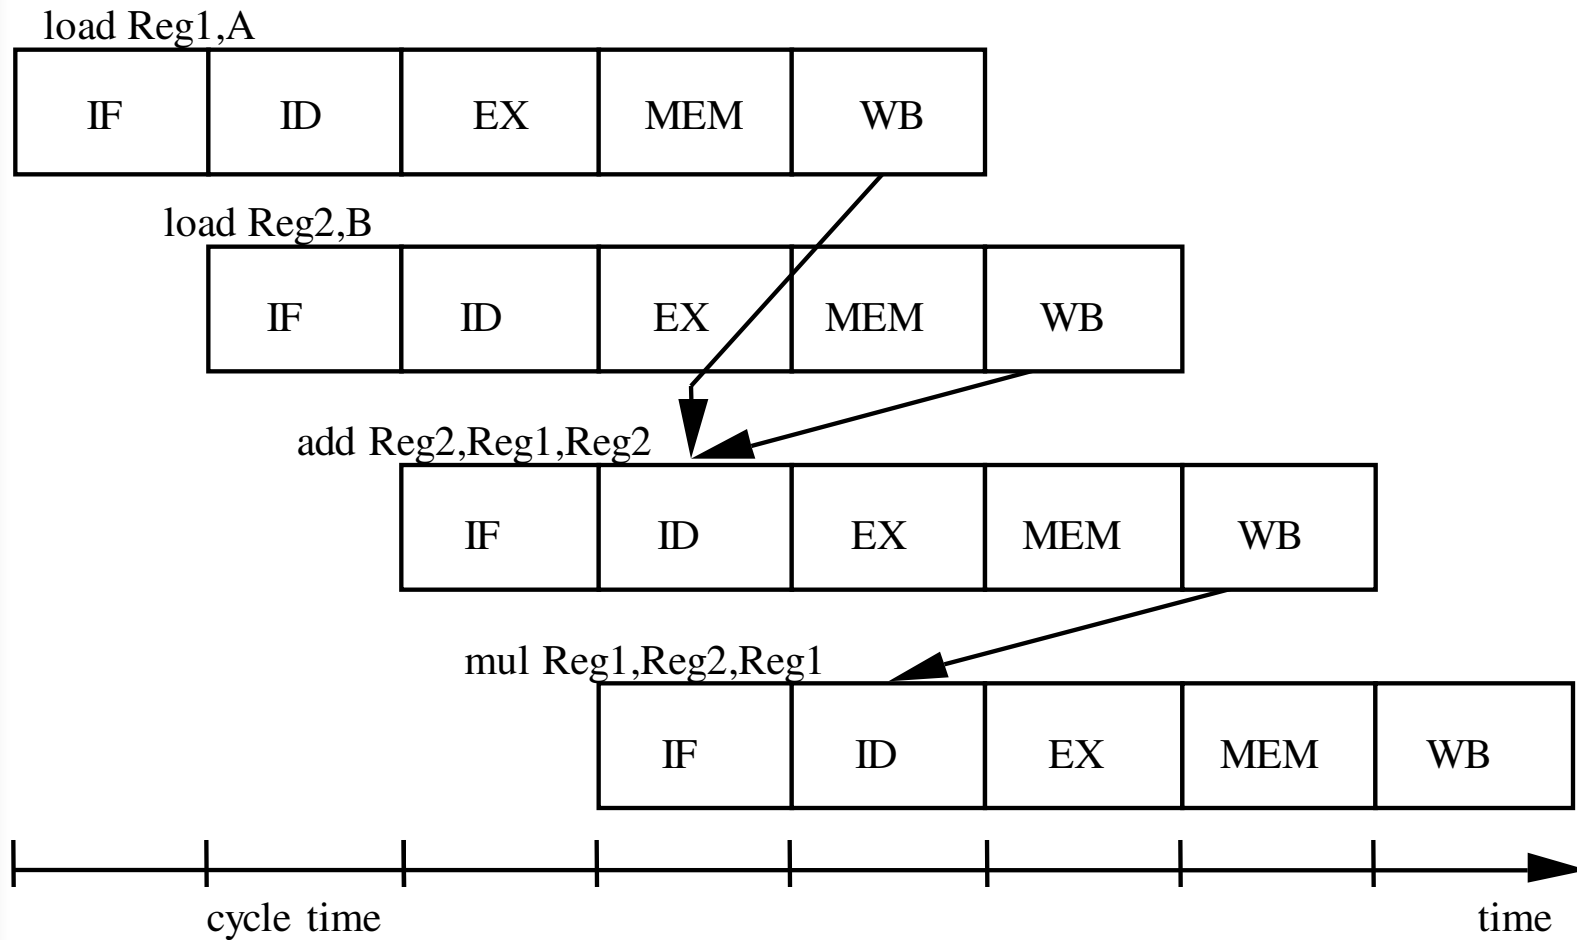 load Reg1,A
IF ID EX MEM WB
load Reg2,B
IF ID EX MEM WB
add Reg2,Reg1,Reg2
IF ID EX MEM WB
mul Reg1,Reg2,Reg1
IF ID EX MEM WB
cycle time time